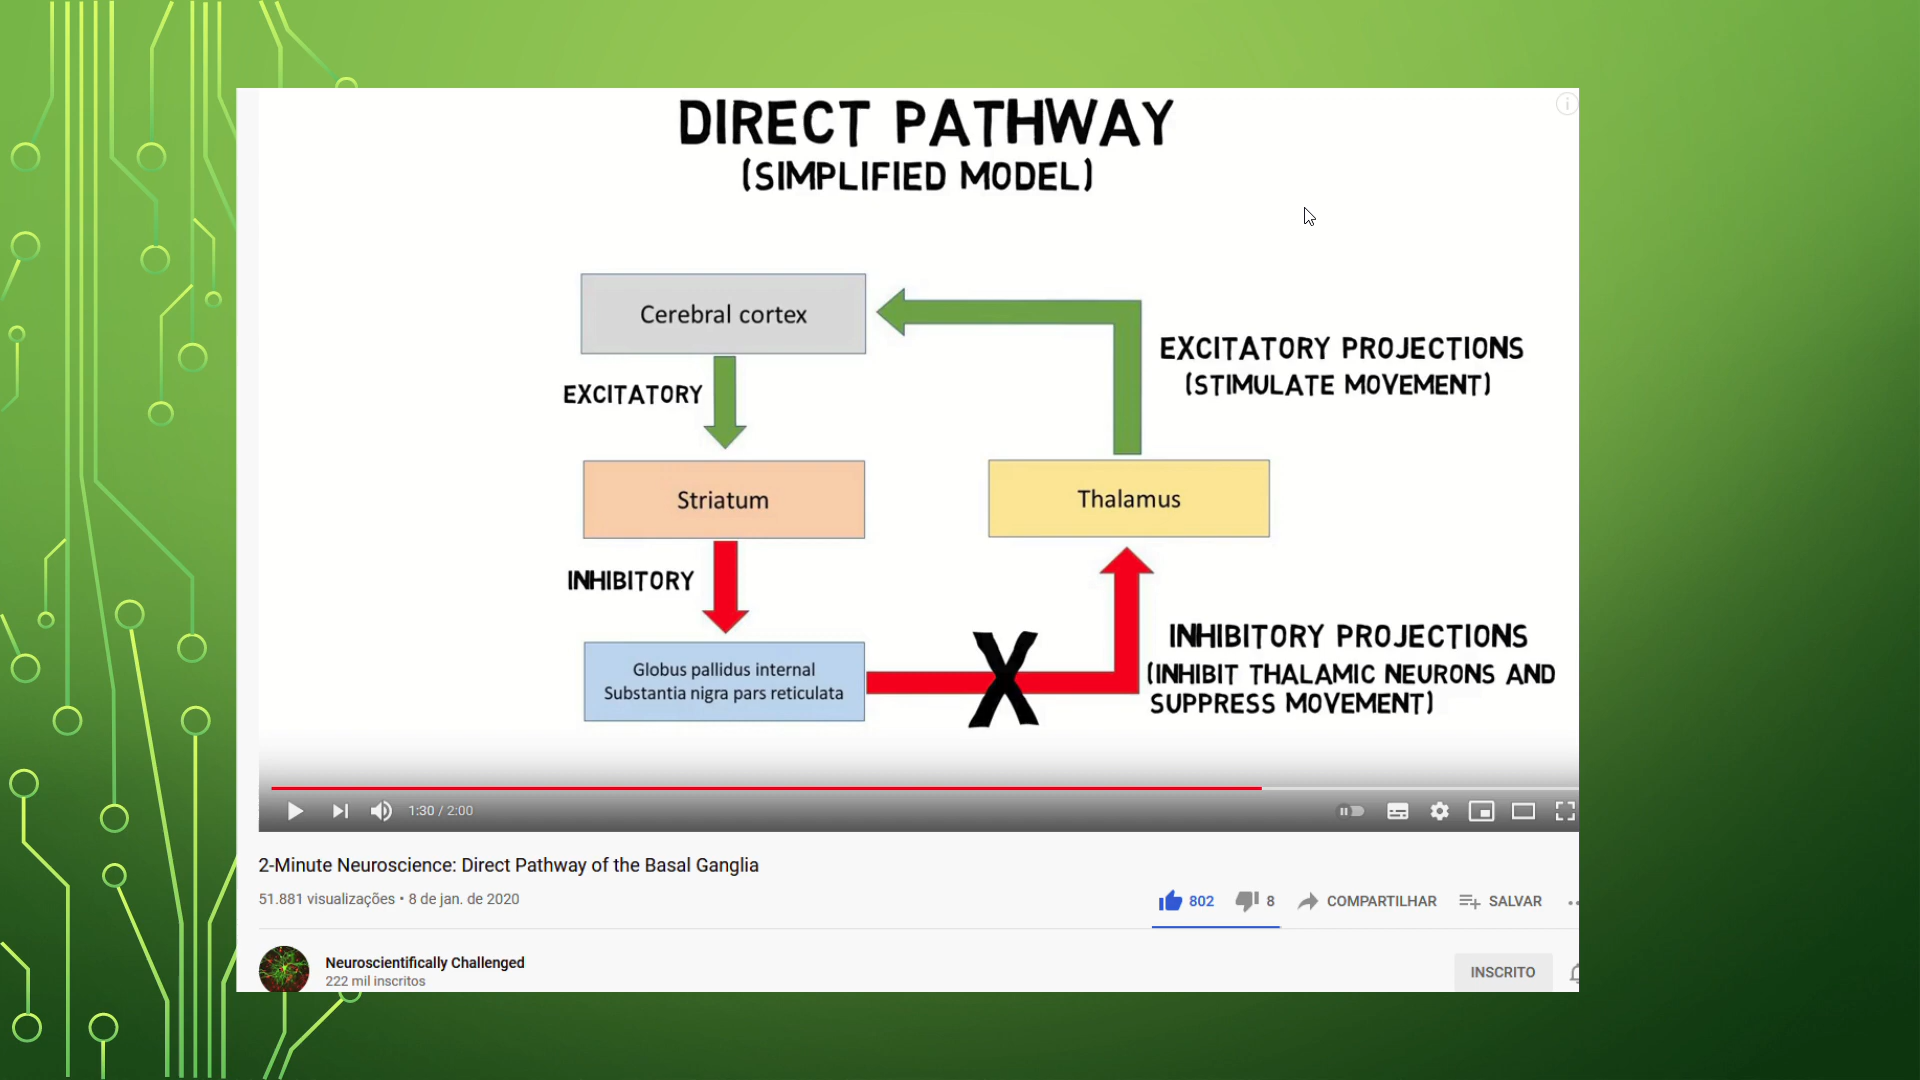 DIRECT PATHWAY
(SIMPLIFIED MODEL)
Cerebral cortex
EXCITATORY PROJECTIONS
(STIMULATE MOVEMENT)
EXCITATORY
Striatum
Thalamus
INHIBITORY
INHIBITORY PROJECTIONS
(INHIBIT THALAMIC NEURONS AND
SUPPRESS MOVEMENT)
Globus pallidus internal
Substantia nigra pars reticulata
X
1:30 / 2:00
2-Minute Neuroscience: Direct Pathway of the Basal Ganglia
51.881 visualizações • 8 de jan. de 2020
802 8 COMPARTILHAR SALVAR
Neuroscientifically Challenged
222 mil inscritos
INSCRITO